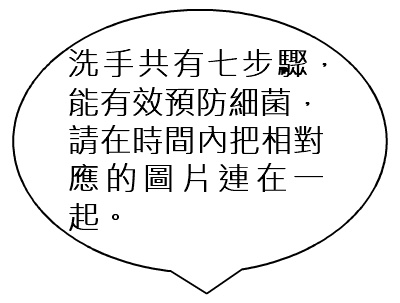 洗手共有七步驟，
能有效預防細菌，
請在時間內把相對
應的圖片連在一
起。